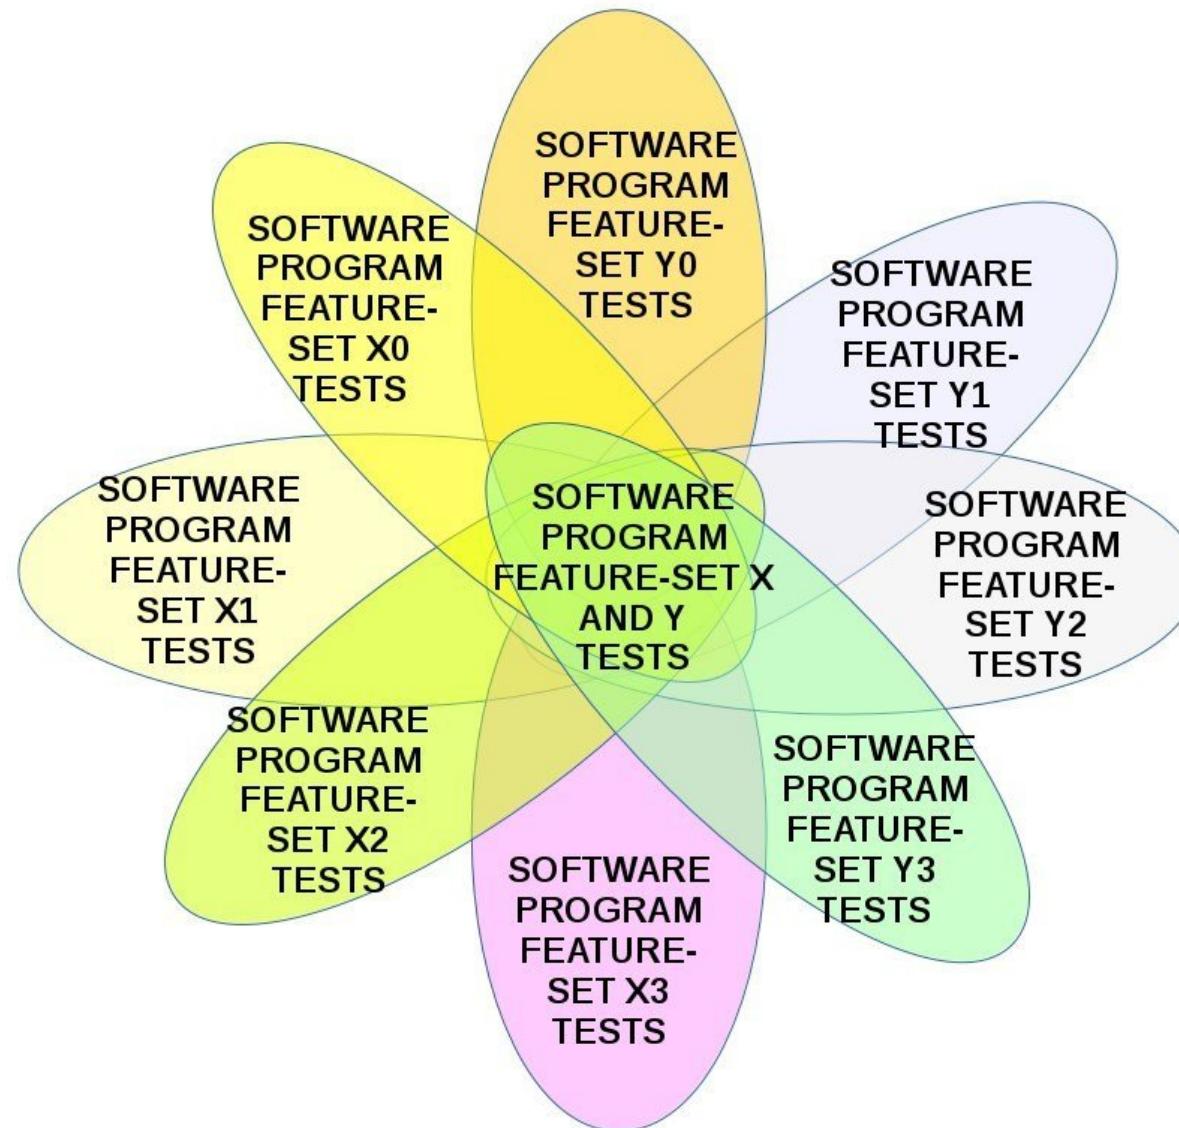 SOFTWARE
PROGRAM
FEATURE-
SET Y0
TESTS
SOFTWARE
PROGRAM
FEATURE-
SET X0
TESTS
SOFTWARE
PROGRAM
FEATURE-
SET Y1
TESTS
SOFTWARE
PROGRAM
FEATURE-
SET X1
TESTS
SOFTWARE
PROGRAM
FEATURE-SET X
AND Y
TESTS
SOFTWARE
PROGRAM
FEATURE-
SET Y2
TESTS
SOFTWARE
PROGRAM
FEATURE-
SET X2
TESTS
SOFTWARE
PROGRAM
FEATURE-
SET Y3
TESTS
SOFTWARE
PROGRAM
FEATURE-
SET X3
TESTS